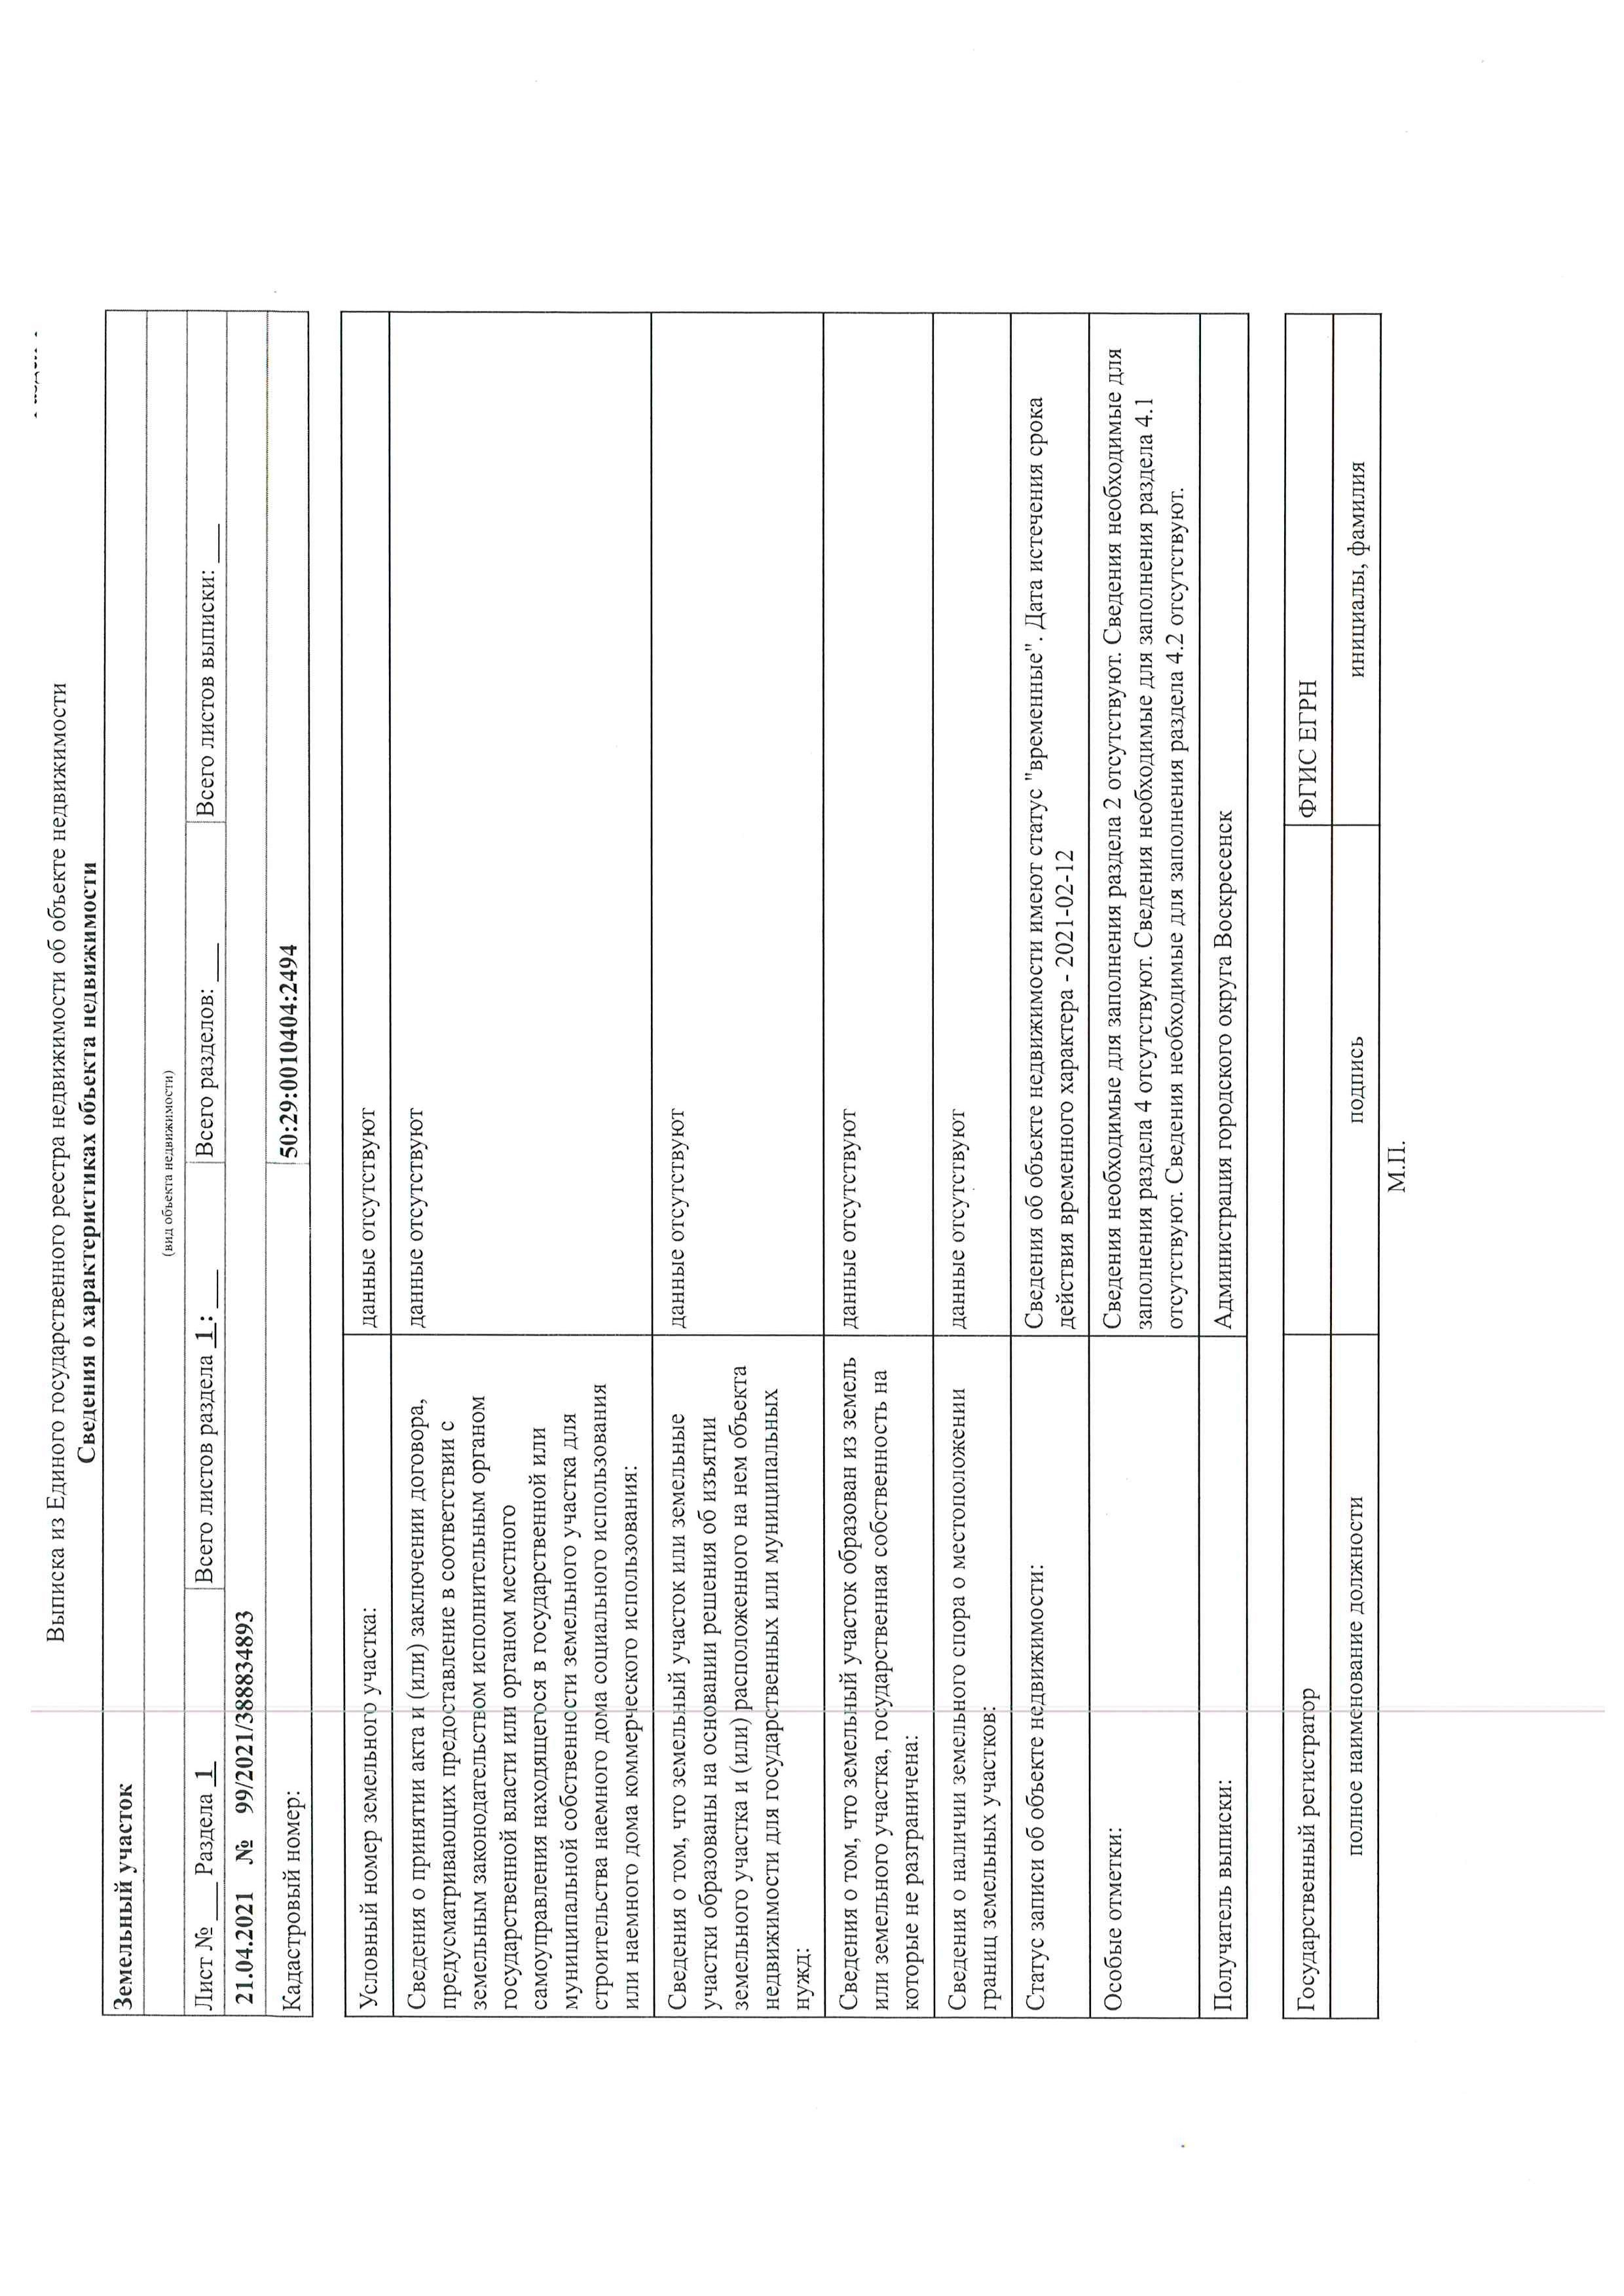 Выписка из Единого государственного реестра недвижимости об объекте недвижимости
Сведения о характеристиках объекта недвижимости
Земельный участок
(вид объекта недвижимости)
Лист № ___ Раздела 1 Всего листов раздела 1 : ___ Всего разделов: ___ Всего листов выписки: ___
21.04.2021 № 99/2021/388834893
Кадастровый номер: 50:29:0010404:2494
Условный номер земельного участка: данные отсутствуют
Сведения о принятии акта и (или) заключении договора, данные отсутствуют
предусматривающих предоставление в соответствии с
земельным законодательством исполнительным органом
государственной власти или органом местного
самоуправления находящегося в государственной или
муниципальной собственности земельного участка для
строительства наемного дома социального использования
или наемного дома коммерческого использования:
Сведения о том, что земельный участок или земельные данные отсутствуют
участки образованы на основании решения об изъятии
земельного участка и (или) расположенного на нем объекта
недвижимости для государственных или муниципальных
нужд:
Сведения о том, что земельный участок образован из земель данные отсутствуют
или земельного участка, государственная собственность на
которые не разграничена:
Сведения о наличии земельного спора о местоположении данные отсутствуют
границ земельных участков:
Статус записи об объекте недвижимости: Сведения об объекте недвижимости имеют статус "временные". Дата истечения срока
действия временного характера - 2021-02-12
Особые отметки: Сведения необходимые для заполнения раздела 2 отсутствуют. Сведения необходимые для
заполнения раздела 4 отсутствуют. Сведения необходимые для заполнения раздела 4.1
отсутствуют. Сведения необходимые для заполнения раздела 4.2 отсутствуют.
Получатель выписки: Администрация городского округа Воскресенск
Государственный регистратор ФГИС ЕГРН
полное наименование должности подпись инициалы, фамилия
М.П.